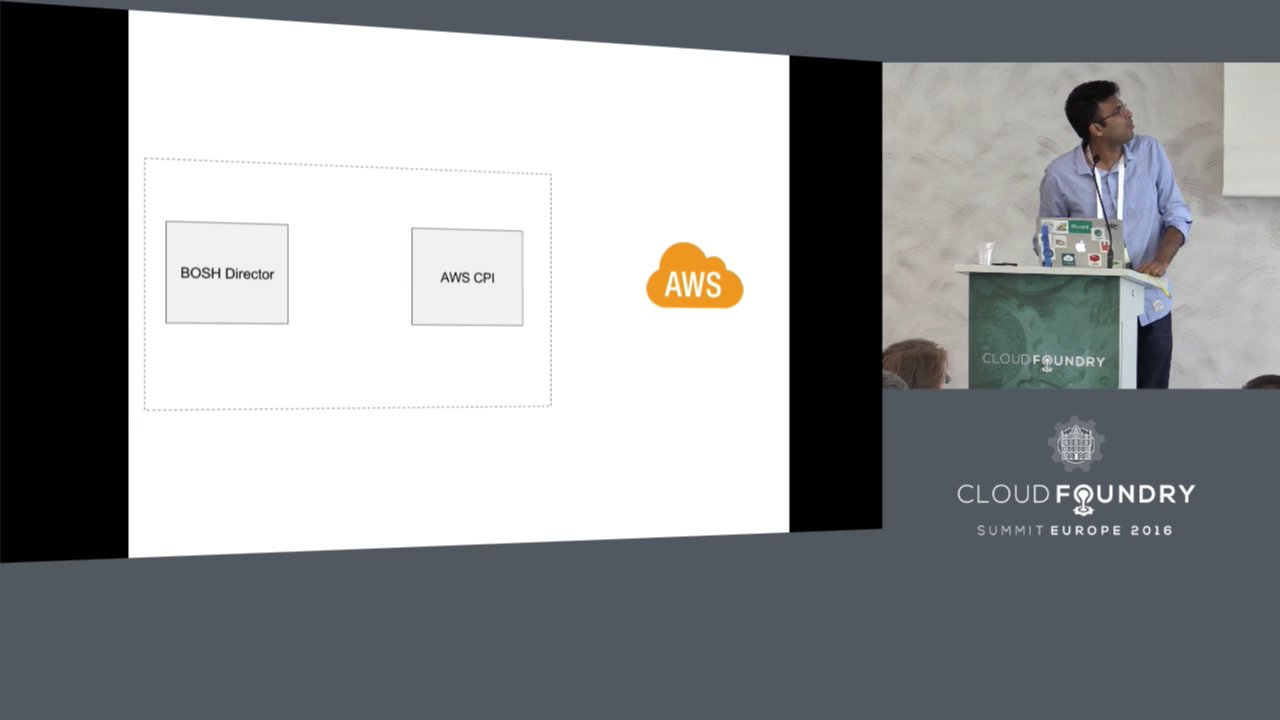 BOSH Director
AWS CPI
AWS
CLOUD FOUNDRY
CLOUD FOUNDRY
SUMMIT EUROPE 2016